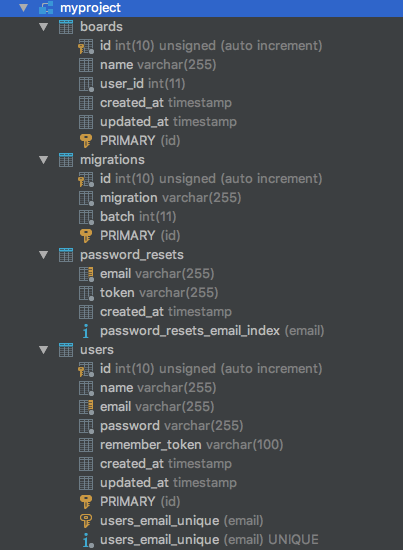 myproject
boards
id int(10) unsigned (auto increment)
name varchar(255)
user_id int(11)
created_at timestamp
updated_at timestamp
PRIMARY (id)
migrations
id int(10) unsigned (auto increment)
migration varchar(255)
batch int(11)
PRIMARY (id)
password_resets
email varchar(255)
token varchar(255)
created_at timestamp
password_resets_email_index (email)
users
id int(10) unsigned (auto increment)
name varchar(255)
email varchar(255)
password varchar(255)
remember_token varchar(100)
created_at timestamp
updated_at timestamp
PRIMARY (id)
users_email_unique (email)
users_email_unique (email) UNIQUE